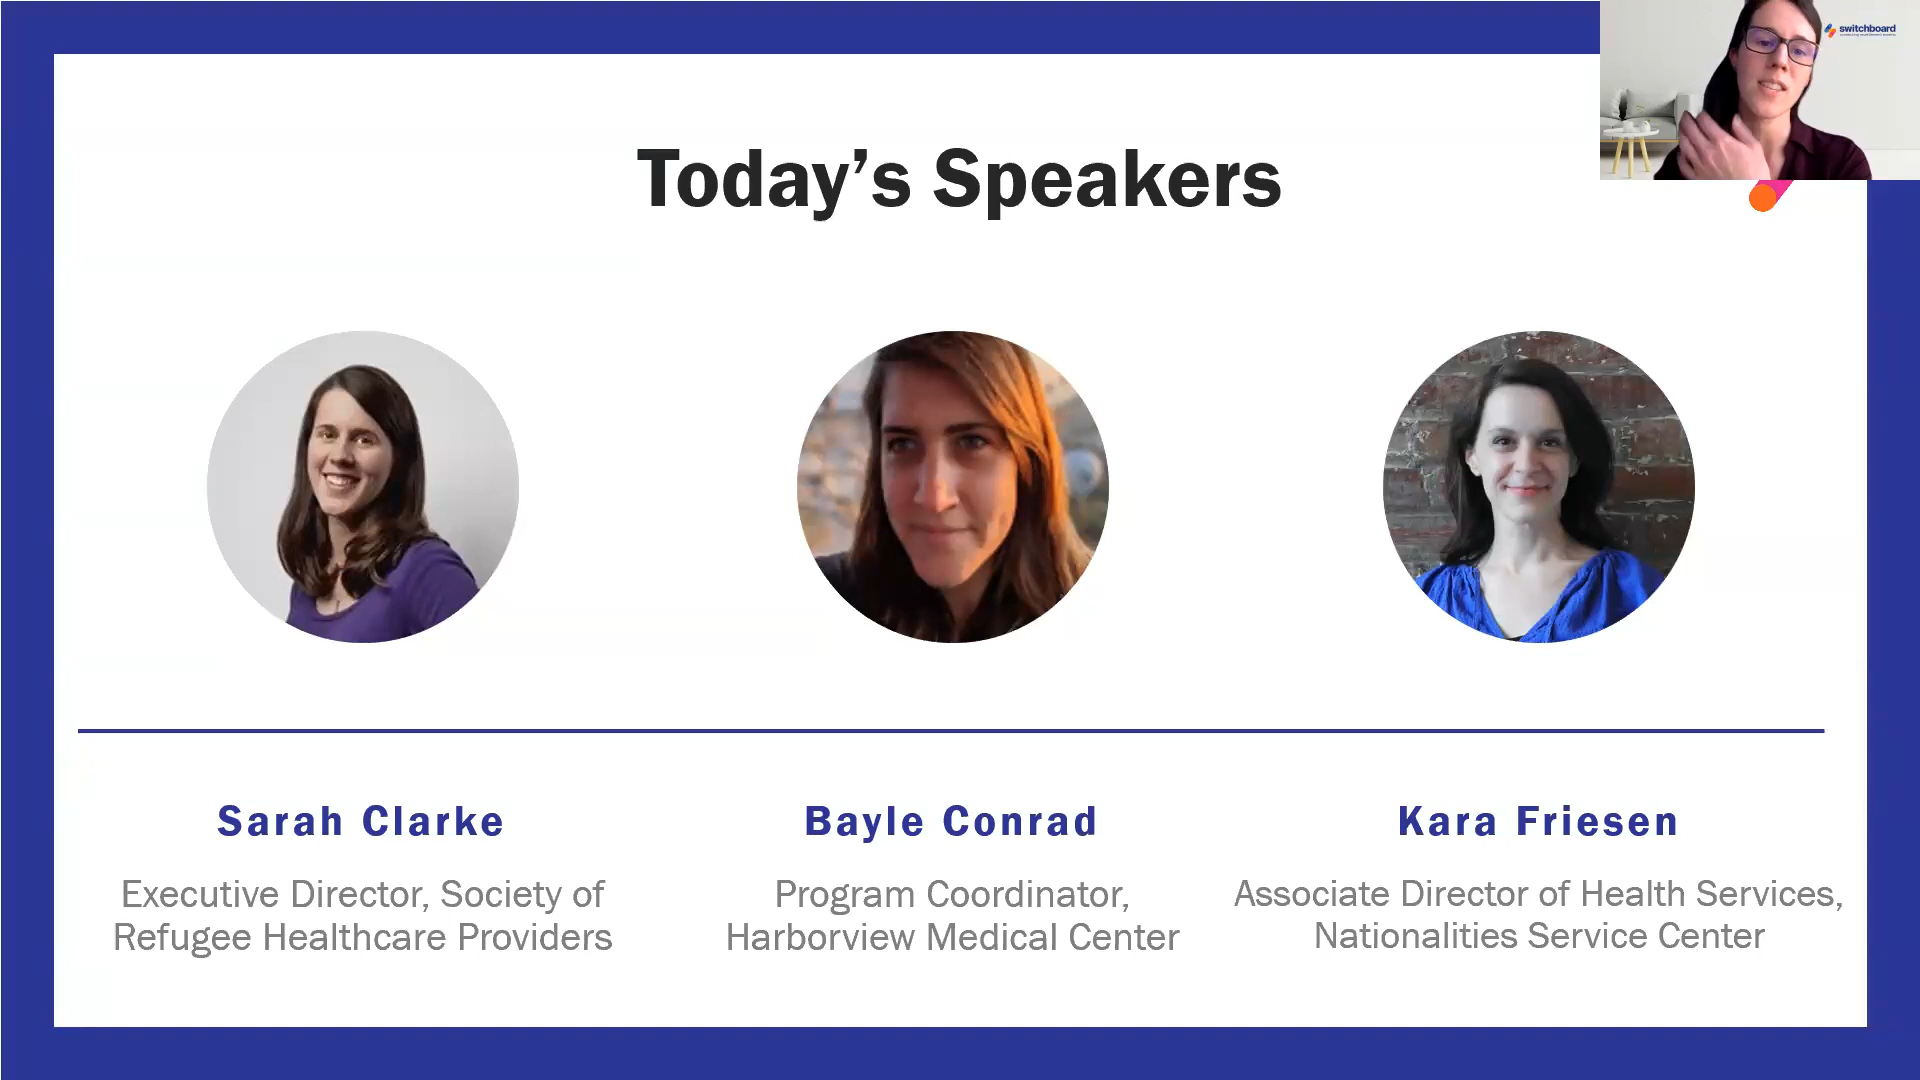 switchboard
Today's Speakers
Sarah Clarke
Executive Director, Society of
Refugee Healthcare Providers
Bayle Conrad
Program Coordinator,
Harborview Medical Center
Kara Friesen
Associate Director of Health Services,
Nationalities Service Center